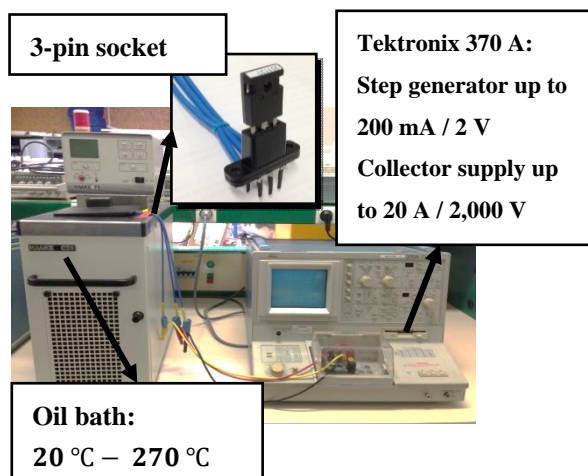 3-pin socket
Tektronix 370 A:
Step generator up to
200 mA / 2 V
Collector supply up
to 20 A / 2,000 V
Oil bath:
20 ℃ − 270 ℃